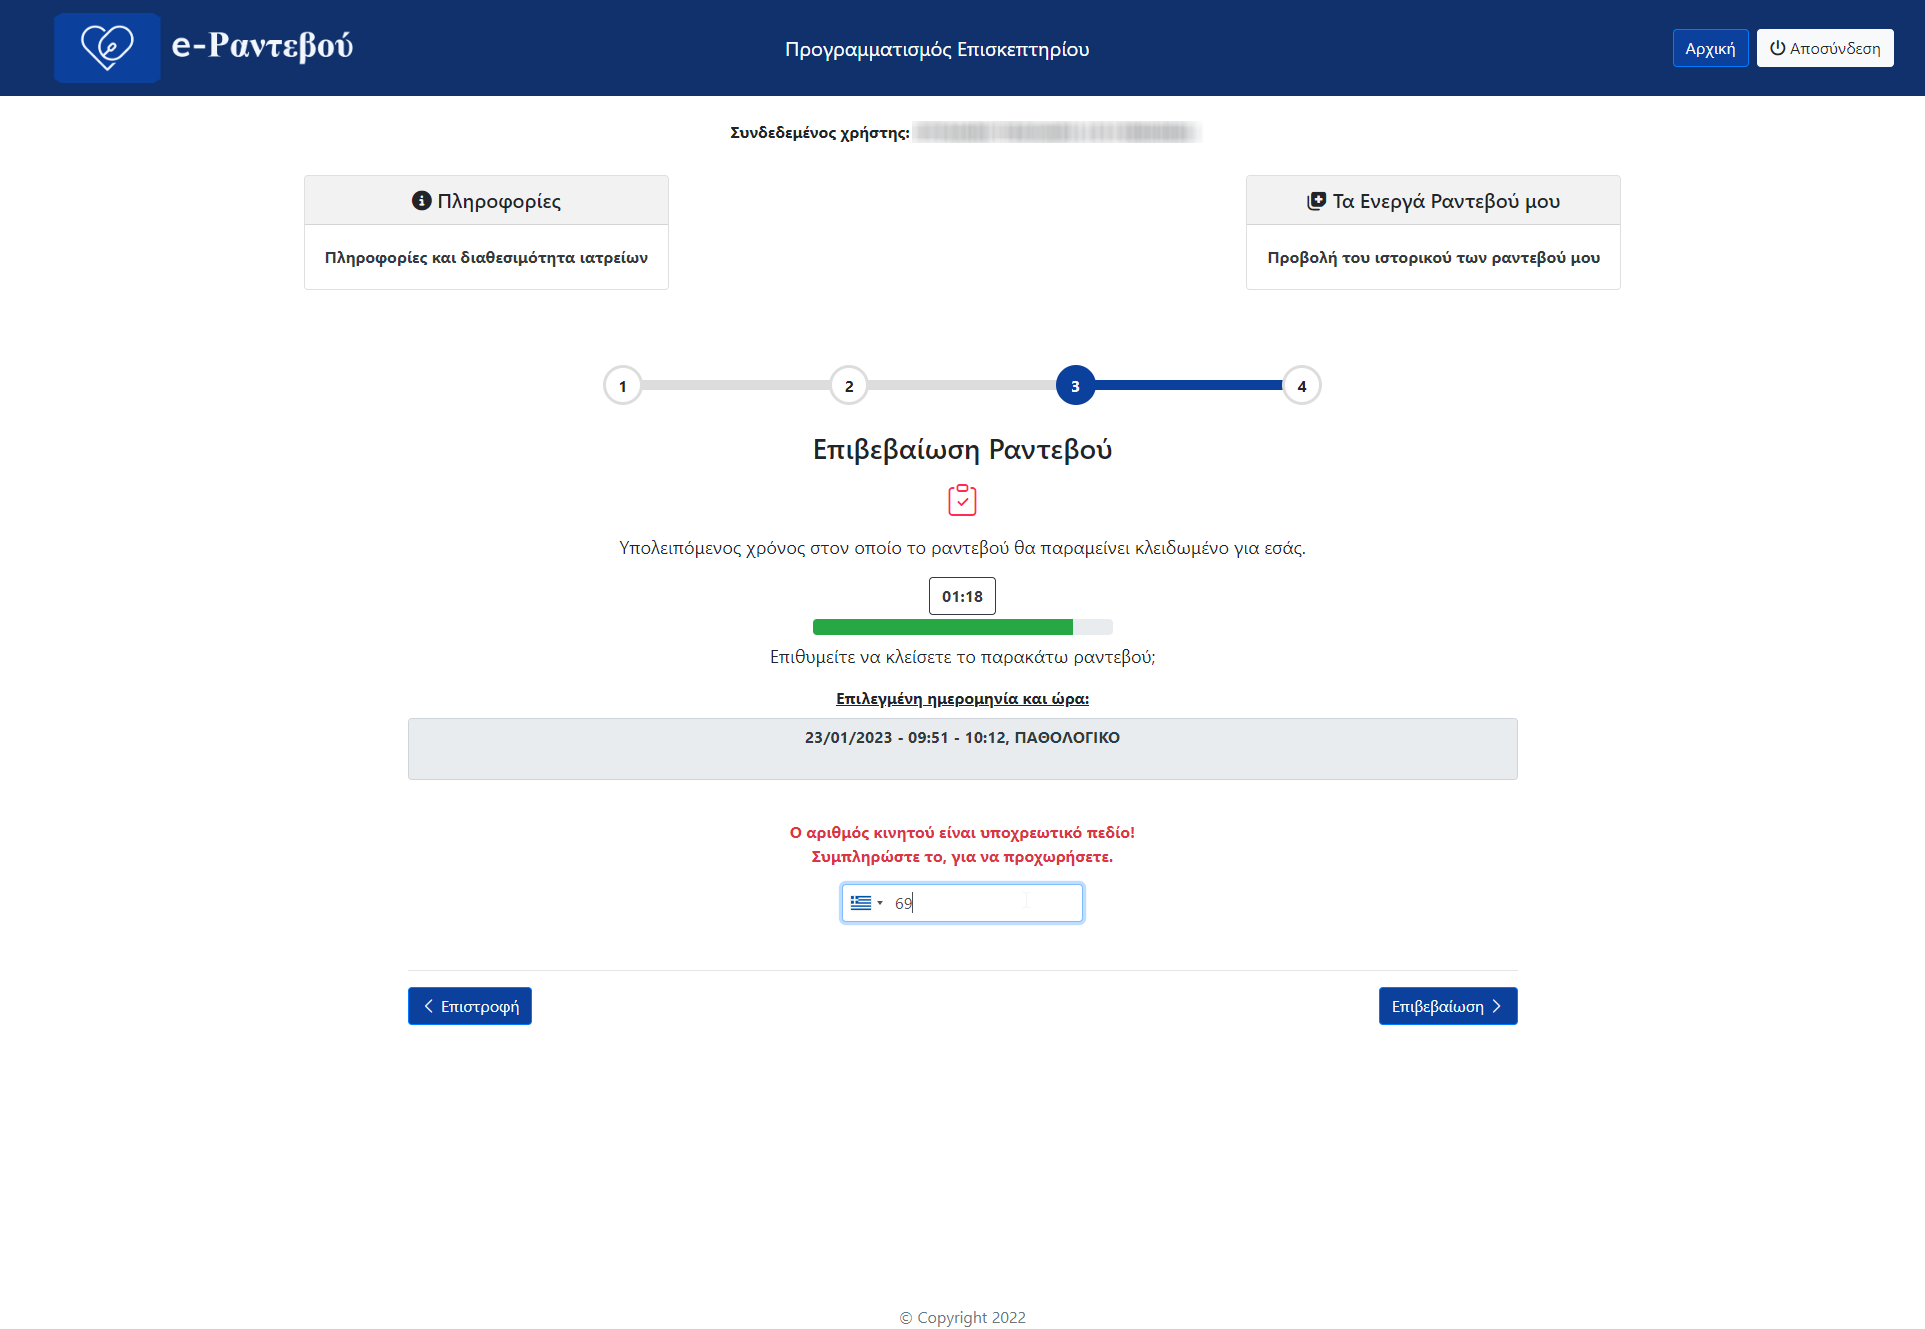 e-Ραντεβού
Προγραμματισμός Επισκεπτηρίου
Αρχική
Αποσύνδεση
Συνδεδεμένος χρήστης:
Πληροφορίες
Πληροφορίες και διαθεσιμότητα ιατρείων
Τα Ενεργά Ραντεβού μου
Προβολή του ιστορικού των ραντεβού μου
1
2
3
4
Επιβεβαίωση Ραντεβού
Υπολειπόμενος χρόνος στον οποίο το ραντεβού θα παραμείνει κλειδωμένο για εσάς.
01:18
Επιθυμείτε να κλείσετε το παρακάτω ραντεβού;
Επιλεγμένη ημερομηνία και ώρα:
23/01/2023 - 09:51 - 10:12, ΠΑΘΟΛΟΓΙΚΟ
Ο αριθμός κινητού είναι υποχρεωτικό πεδίο!
Συμπληρώστε το, για να προχωρήσετε.
69
Επιστροφή
Επιβεβαίωση
© Copyright 2022